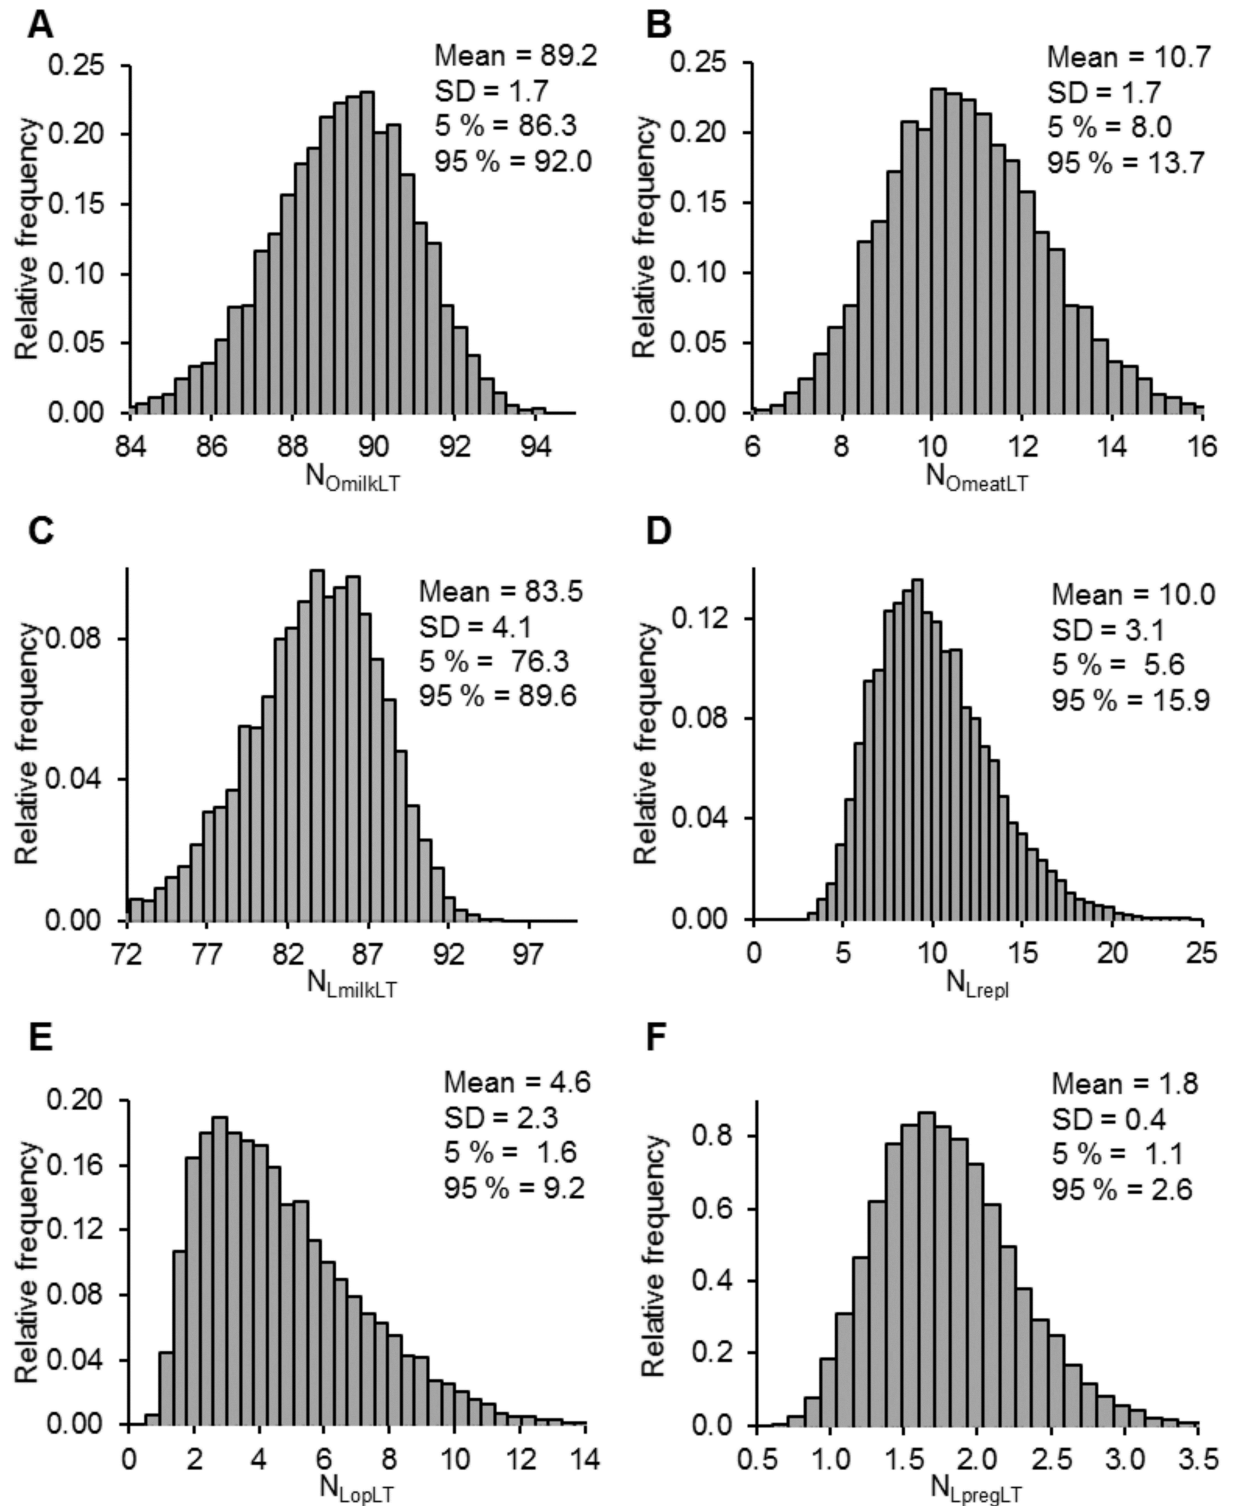 A
Mean = 89.2
SD = 1.7
5 % = 86.3
95 % = 92.0
Relative frequency
0.25
0.20
0.15
0.10
0.05
0.00
84 86 88 90 92 94
NOmilkLT
B
Mean = 10.7
SD = 1.7
5 % = 8.0
95 % = 13.7
Relative frequency
0.25
0.20
0.15
0.10
0.05
0.00
6 8 10 12 14 16
NOmeatLT
C
Mean = 83.5
SD = 4.1
5 % = 76.3
95 % = 89.6
Relative frequency
0.08
0.04
0.00
72 77 82 87 92 97
NLmilkLT
D
Mean = 10.0
SD = 3.1
5 % = 5.6
95 % = 15.9
Relative frequency
0.12
0.08
0.04
0.00
0 5 10 15 20 25
NLrepl
E
Mean = 4.6
SD = 2.3
5 % = 1.6
95 % = 9.2
Relative frequency
0.20
0.16
0.12
0.08
0.04
0.00
0 2 4 6 8 10 12 14
NLopLT
F
Mean = 1.8
SD = 0.4
5 % = 1.1
95 % = 2.6
Relative frequency
0.8
0.6
0.4
0.2
0.0
0.5 1.0 1.5 2.0 2.5 3.0 3.5
NLpregLT